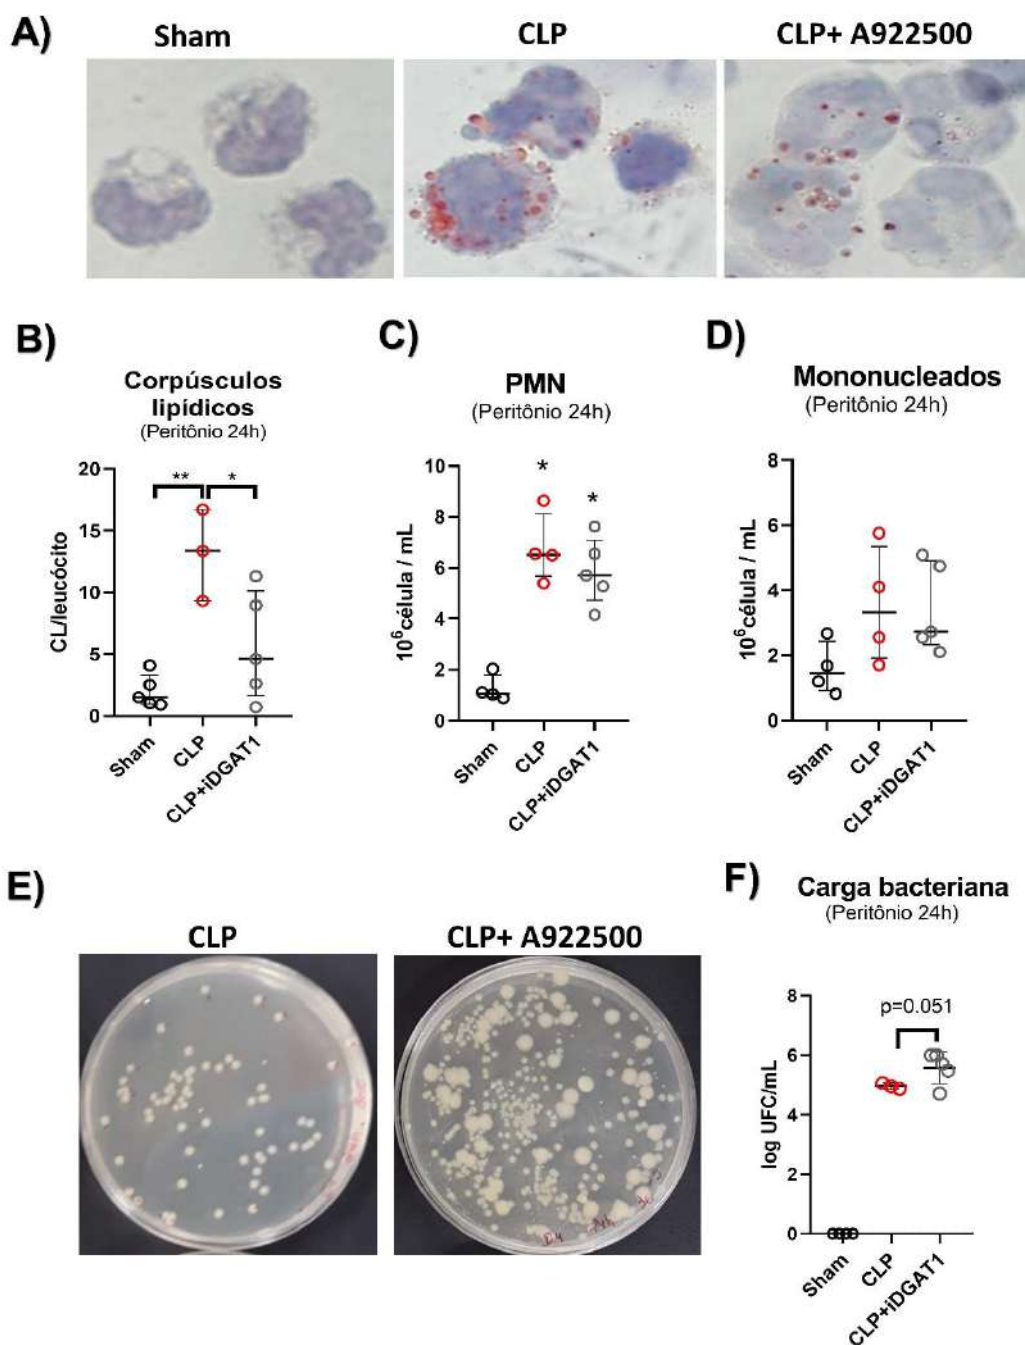 A)
Sham
CLP
CLP+ A922500
B)
Corpúsculos
lipídicos
(Peritônio 24h)
CL/leucócito
20
15
10
5
0
**
*
Sham
CLP
CLP+iDGAT1
C)
PMN
(Peritônio 24h)
10⁶célula / mL
10
8
6
4
2
0
*
*
Sham
CLP
CLP+iDGAT1
D)
Mononucleados
(Peritônio 24h)
10⁶célula / mL
8
6
4
2
0
Sham
CLP
CLP+iDGAT1
E)
CLP
CLP+ A922500
F)
Carga bacteriana
(Peritônio 24h)
log UFC/mL
8
6
4
2
0
p=0.051
Sham
CLP
CLP+iDGAT1